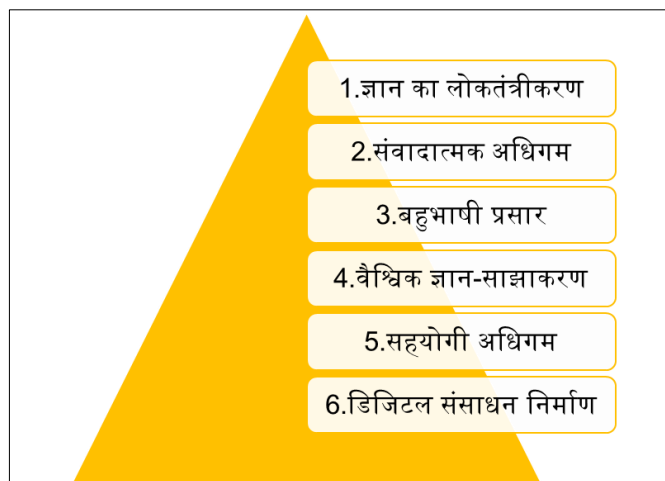 1.ज्ञान का लोकतंत्रीकरण
2.संवादात्मक अधिगम
3.बहुभाषी प्रसार
4.वैश्विक ज्ञान-साझाकरण
5.सहयोगी अधिगम
6.डिजिटल संसाधन निर्माण